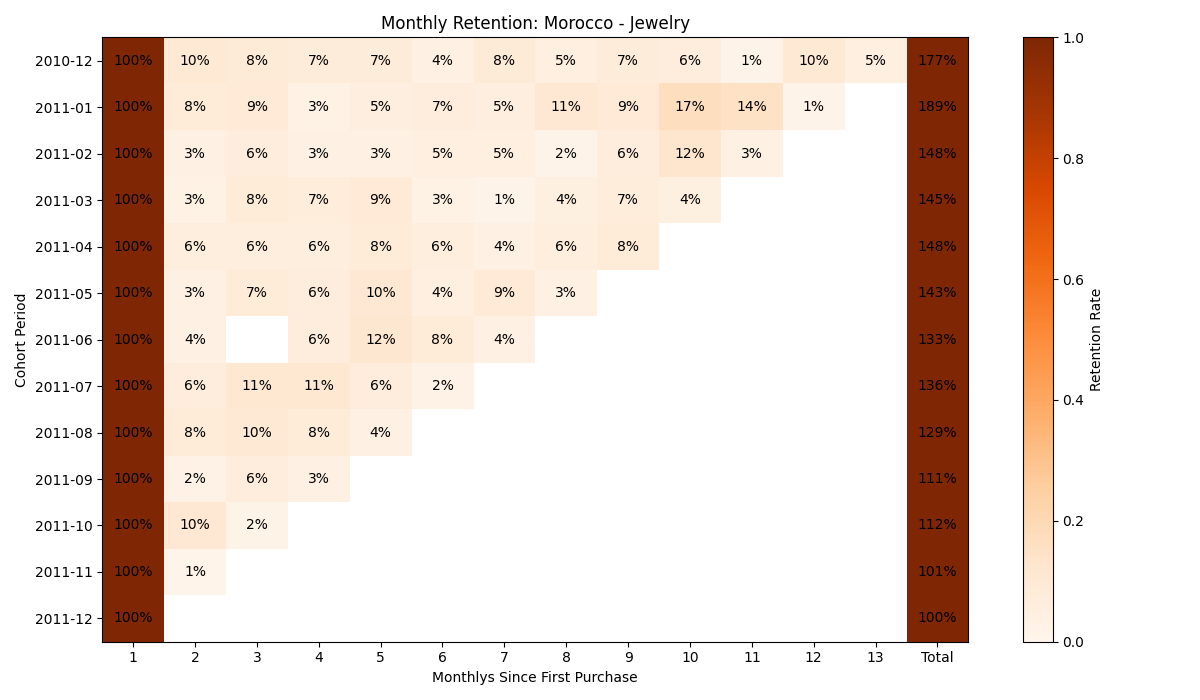 Monthly Retention: Morocco - Jewelry
2010-12 100% 10% 8% 7% 7% 4% 8% 5% 7% 6% 1% 10% 5% 177%
2011-01 100% 8% 9% 3% 5% 7% 5% 11% 9% 17% 14% 1% 189%
2011-02 100% 3% 6% 3% 3% 5% 5% 2% 6% 12% 3% 148%
2011-03 100% 3% 8% 7% 9% 3% 1% 4% 7% 4% 145%
2011-04 100% 6% 6% 6% 8% 6% 4% 6% 8% 148%
2011-05 100% 3% 7% 6% 10% 4% 9% 3% 143%
2011-06 100% 4% 6% 12% 8% 4% 133%
2011-07 100% 6% 11% 11% 6% 2% 136%
2011-08 100% 8% 10% 8% 4% 129%
2011-09 100% 2% 6% 3% 111%
2011-10 100% 10% 2% 112%
2011-11 100% 1% 101%
2011-12 100% 100%
1 2 3 4 5 6 7 8 9 10 11 12 13 Total
Monthlys Since First Purchase
Cohort Period
1.0
0.8
0.6
0.4
0.2
0.0
Retention Rate